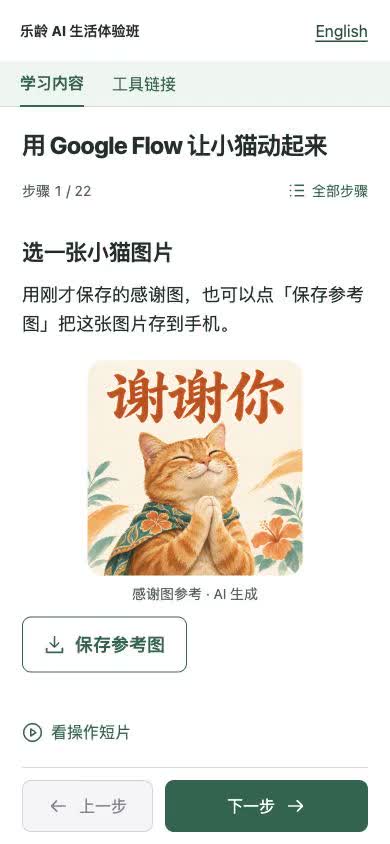 乐龄 AI 生活体验班
English
学习内容
工具链接
用 Google Flow 让小猫动起来
步骤 1 / 22
全部步骤
选一张小猫图片
用刚才保存的感谢图，也可以点「保存参考
图」把这张图片存到手机。
谢谢你
感谢图参考 · AI 生成
保存参考图
看操作短片
上一步
下一步